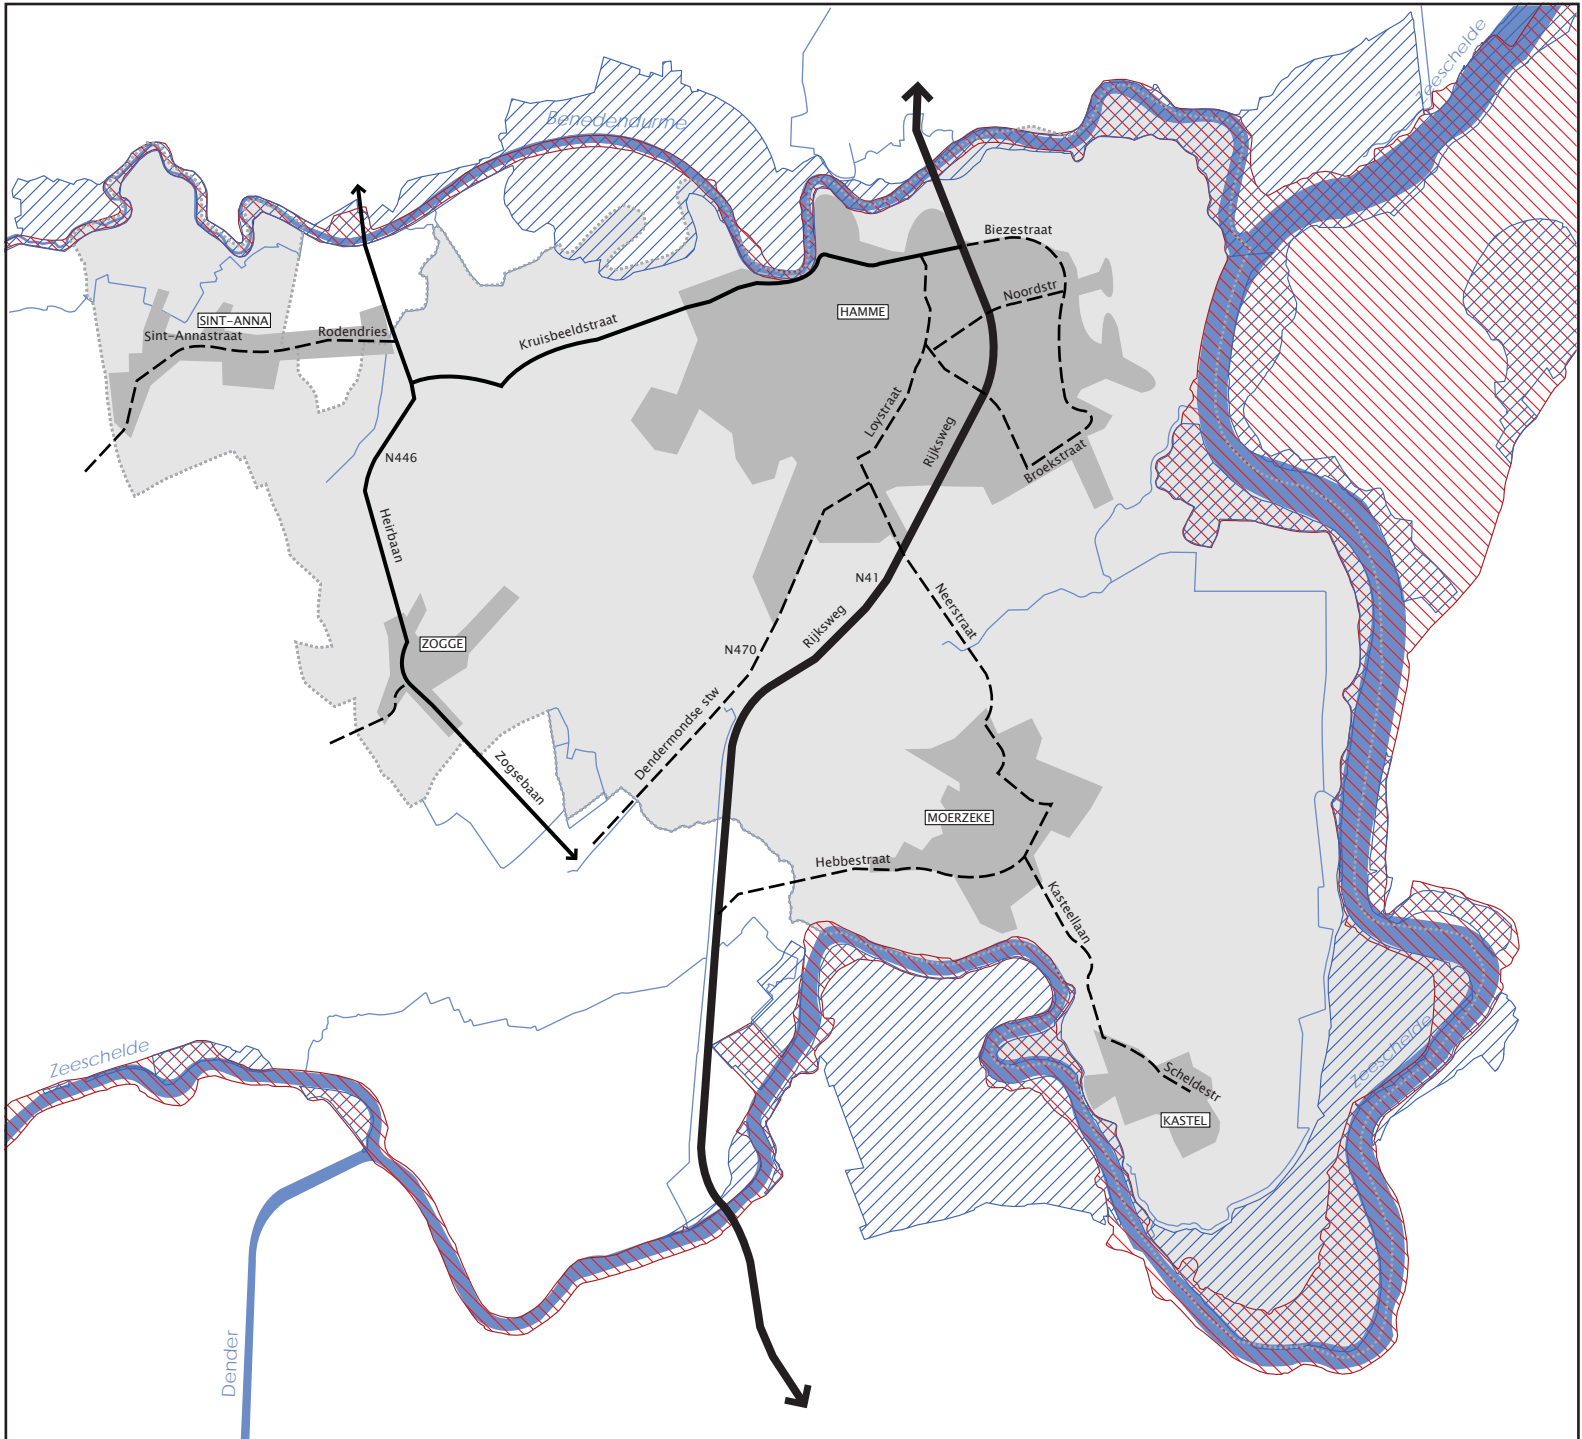 Zeeschelde
Benedendurme
Biezestraat
Noordstr
HAMME
SINT-ANNA
Sint-Annastraat
Rodendries
Kruisbeeldstraat
Loystraat
Rijksweg
Broekstraat
N446
Heirbaan
N41
Neerstraat
Rijksweg
ZOGGE
N470
Dendermondse stw
Zogsebaan
MOERZEKE
Hebbestraat
Kasteellaan
Zeeschelde
Zeeschelde
Scheldestr
KASTEL
Dender